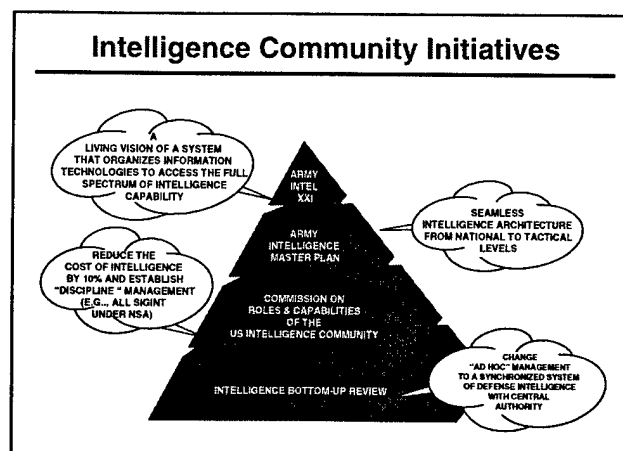 Intelligence Community Initiatives
A
LIVING VISION OF A SYSTEM
THAT ORGANIZES INFORMATION
TECHNOLOGIES TO ACCESS THE FULL
SPECTRUM OF INTELLIGENCE
CAPABILITY
ARMY
INTEL
XXI
SEAMLESS
INTELLIGENCE ARCHITECTURE
FROM NATIONAL TO TACTICAL
LEVELS
ARMY
INTELLIGENCE
MASTER PLAN
REDUCE THE
COST OF INTELLIGENCE
BY 10% AND ESTABLISH
"DISCIPLINE " MANAGEMENT
(E.G.., ALL SIGINT
UNDER NSA)
COMMISSION ON
ROLES & CAPABILITIES
OF THE
US INTELLIGENCE COMMUNITY
CHANGE
"AD HOC" MANAGEMENT
TO A SYNCHRONIZED SYSTEM
OF DEFENSE INTELLIGENCE
WITH CENTRAL
AUTHORITY
INTELLIGENCE BOTTOM-UP REVIEW